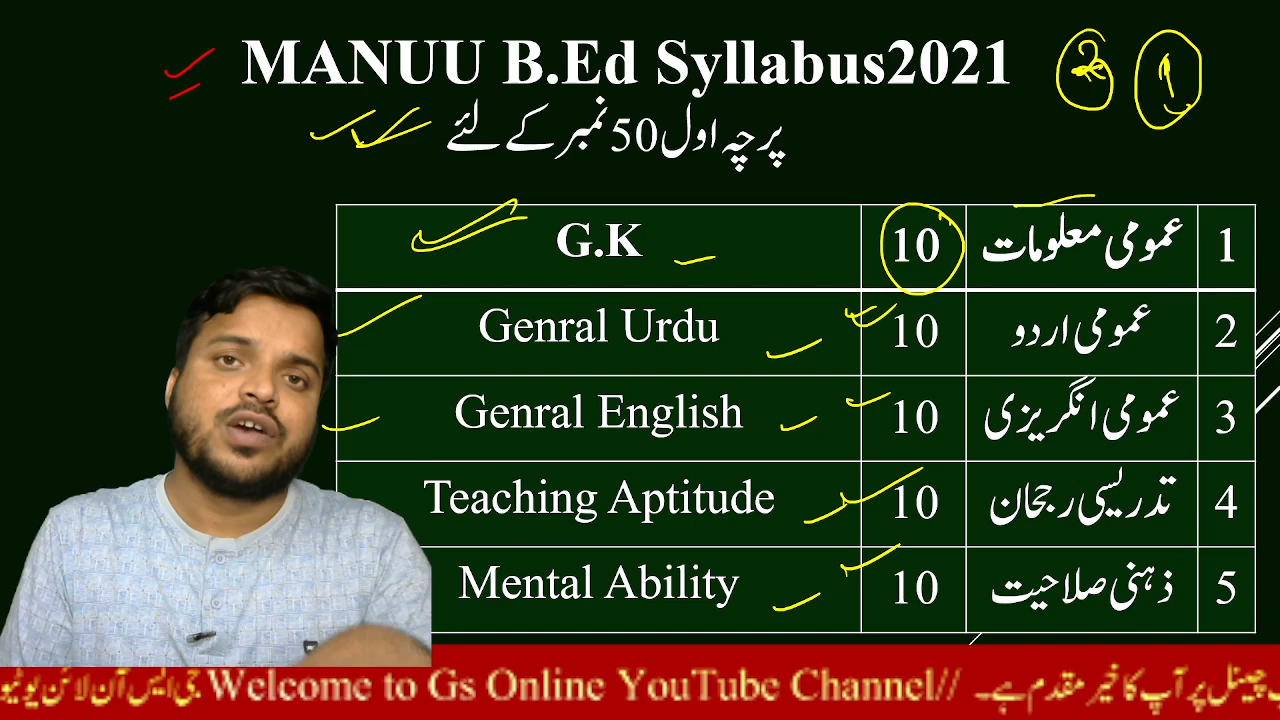 MANUU B.Ed Syllabus2021
پرچہ اول 50 نمبر کے لئے
1 عمومی معلومات 10 G.K
2 عمومی اردو 10 Genral Urdu
3 عمومی انگریزی 10 Genral English
4 تدریسی رجحان 10 Teaching Aptitude
5 ذہنی صلاحیت 10 Mental Ability
چینل پر آپ کا خیر مقدم ہے۔ //Welcome to Gs Online YouTube Channel جی ایس آن لائن یوٹیو